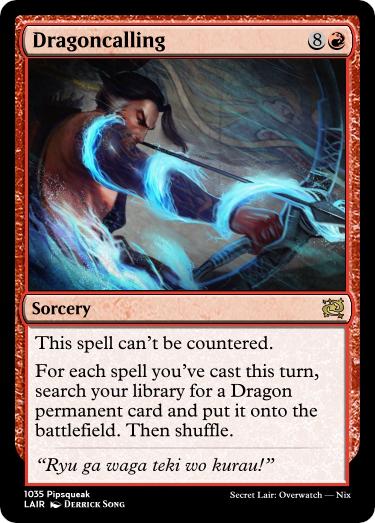 Dragoncalling 8
Sorcery
This spell can't be countered.
For each spell you've cast this turn,
search your library for a Dragon
permanent card and put it onto the
battlefield. Then shuffle.
"Ryu ga waga teki wo kurau!"
1035 Pipsqueak
LAIR Derrick Song
Secret Lair: Overwatch — Nix